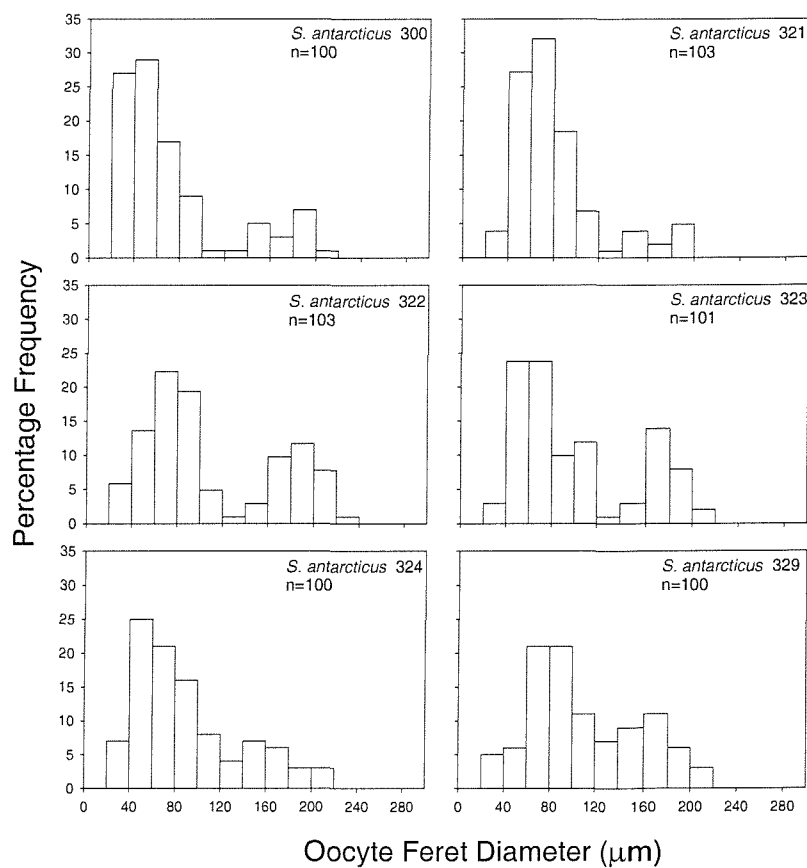 35
30
25
20
15
10
5
0
S. antarcticus 300
n=100
S. antarcticus 321
n=103
35
30
25
20
15
10
5
0
S. antarcticus 322
n=103
S. antarcticus 323
n=101
35
30
25
20
15
10
5
0
S. antarcticus 324
n=100
S. antarcticus 329
n=100
0 40 80 120 160 200 240 280
0 40 80 120 160 200 240 280
Percentage Frequency
Oocyte Feret Diameter (μm)